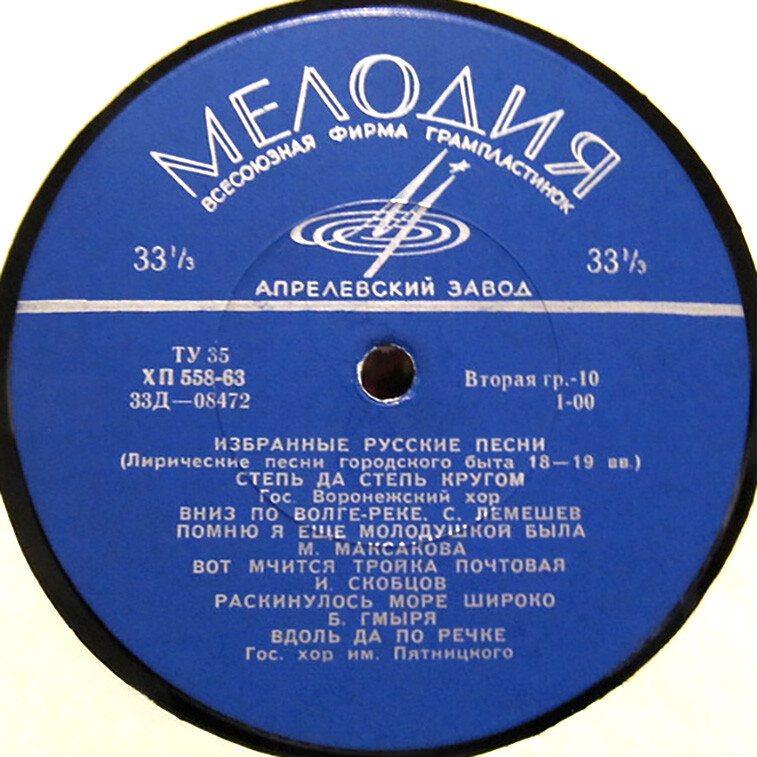 МЕЛОДИЯ
ВСЕСОЮЗНАЯ ФИРМА ГРАМПЛАСТИНОК
33⅓
33⅓
АПРЕЛЕВСКИЙ ЗАВОД
ТУ 35
ХП 558-63
33Д—08472
Вторая гр.-10
1-00
ИЗБРАННЫЕ РУССКИЕ ПЕСНИ
(Лирические песни городского быта 18—19 вв.)
СТЕПЬ ДА СТЕПЬ КРУГОМ
Гос. Воронежский хор
ВНИЗ ПО ВОЛГЕ-РЕКЕ. С. ЛЕМЕШЕВ
ПОМНЮ Я ЕЩЕ МОЛОДУШКОЙ БЫЛА
М. МАКСАКОВА
ВОТ МЧИТСЯ ТРОЙКА ПОЧТОВАЯ
И. СКОБЦОВ
РАСКИНУЛОСЬ МОРЕ ШИРОКО
Б. ГМЫРЯ
ВДОЛЬ ДА ПО РЕЧКЕ
Гос. хор им. Пятницкого